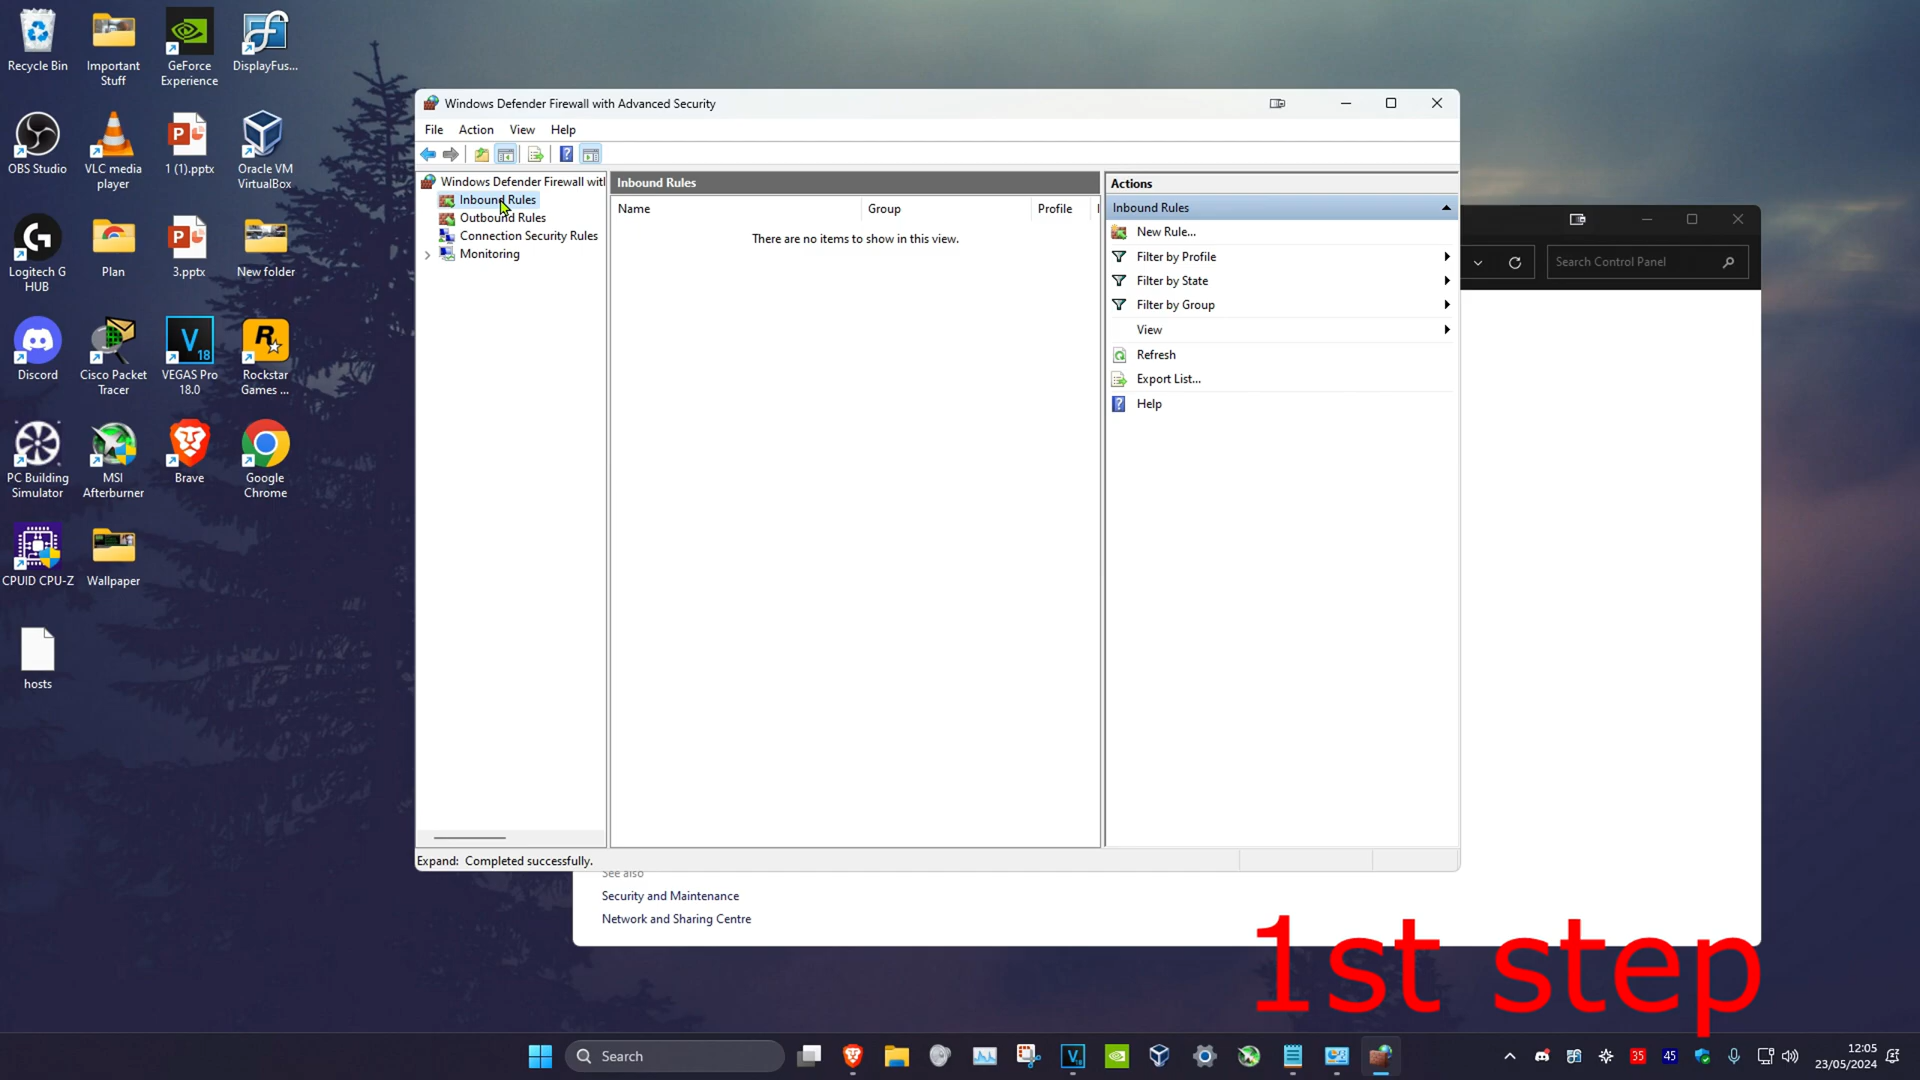 Recycle Bin
Important
Stuff
GeForce
Experience
DisplayFus...
OBS Studio
VLC media
player
1 (1).pptx
Oracle VM
VirtualBox
Logitech G
HUB
Plan
3.pptx
New folder
Discord
Cisco Packet
Tracer
VEGAS Pro
18.0
Rockstar
Games ...
PC Building
Simulator
MSI
Afterburner
Brave
Google
Chrome
CPUID CPU-Z
Wallpaper
hosts
Windows Defender Firewall with Advanced Security
File
Action
View
Help
Windows Defender Firewall with
Inbound Rules
Outbound Rules
Connection Security Rules
Monitoring
Inbound Rules
Name
Group
Profile
There are no items to show in this view.
Actions
Inbound Rules
New Rule...
Filter by Profile
Filter by State
Filter by Group
View
Refresh
Export List...
Help
Search Control Panel
Expand: Completed successfully.
See also
Security and Maintenance
Network and Sharing Centre
1st step
Search
35
45
12:05
23/05/2024